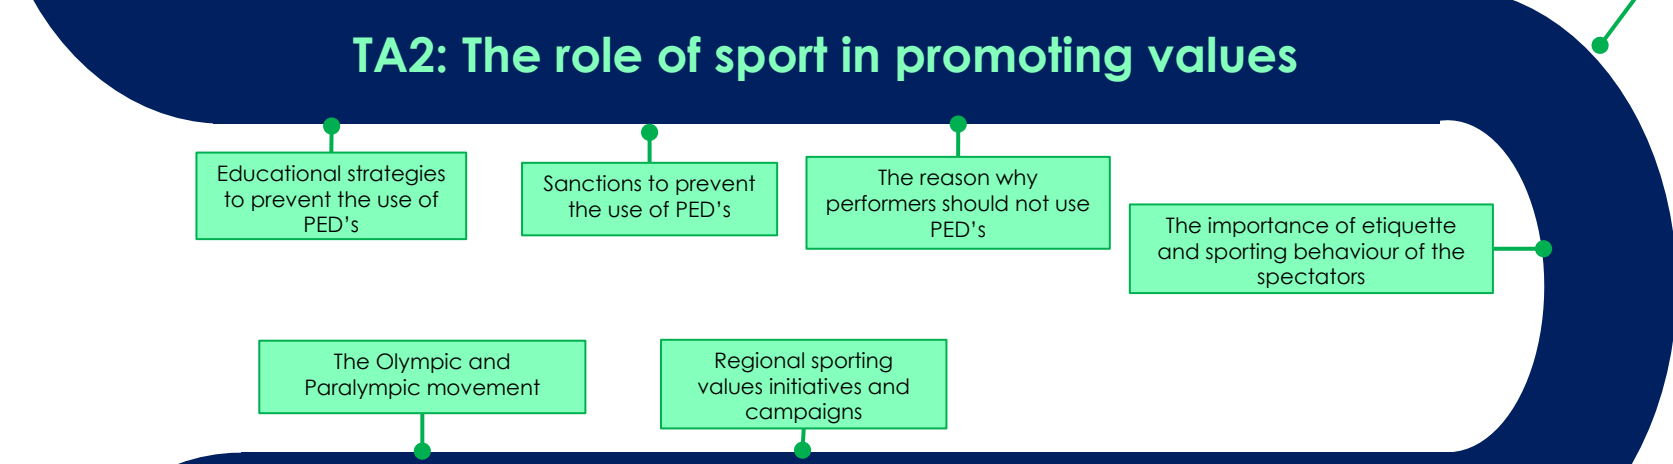 TA2: The role of sport in promoting values
Educational strategies
to prevent the use of
PED's
Sanctions to prevent
the use of PED's
The reason why
performers should not use
PED's
The importance of etiquette
and sporting behaviour of the
spectators
The Olympic and
Paralympic movement
Regional sporting
values initiatives and
campaigns